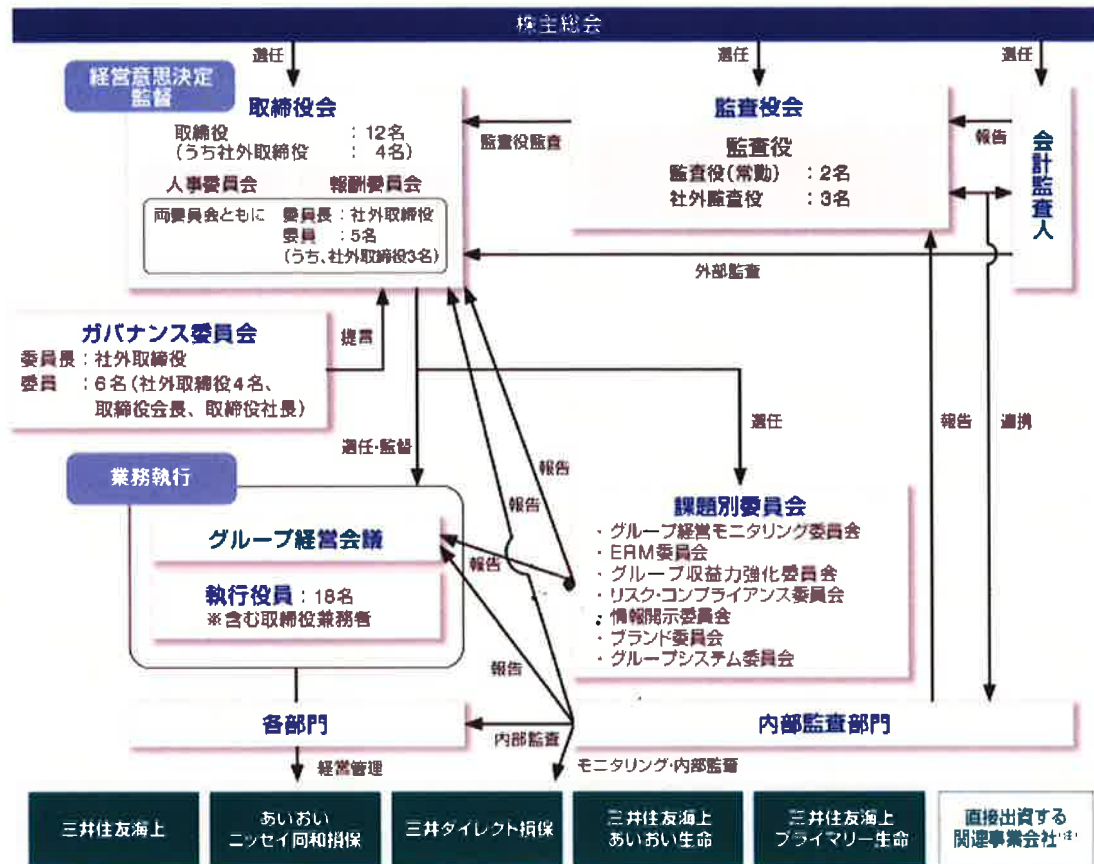 株主総会
選任
選任
選任
経営意思決定
監督
取締役会
取締役 :12名
(うち社外取締役 : 4名)
人事委員会 報酬委員会
両委員会ともに 委員長:社外取締役
委員 :5名
(うち、社外取締役3名)
監査役監査
監査役会
監査役
監査役(常勤) :2名
社外監査役 :3名
報告
会計監査人
外部監査
ガバナンス委員会
委員長:社外取締役
委員 :6名(社外取締役4名、
取締役会長、取締役社長)
提言
選任・監督
選任
報告
連携
報告
報告
業務執行
グループ経営会議
執行役員:18名
※含む取締役兼務者
報告
課題別委員会
・グループ経営モニタリング委員会
・ERM委員会
・グループ収益力強化委員会
・リスク・コンプライアンス委員会
・情報開示委員会
・ブランド委員会
・グループシステム委員会
報告
各部門
内部監査
内部監査部門
経営管理
モニタリング・内部監査
三井住友海上
あいおい
ニッセイ同和損保
三井ダイレクト損保
三井住友海上
あいおい生命
三井住友海上
プライマリー生命
直接出資する
関連事業会社(注)